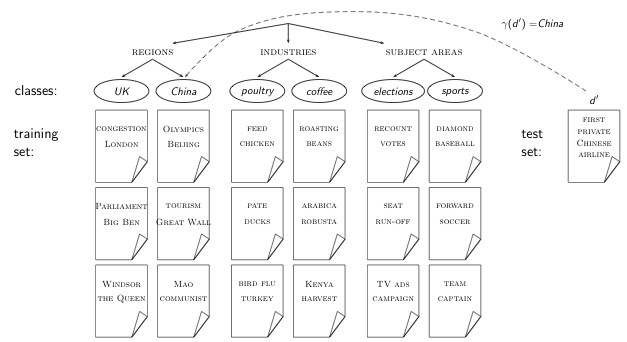 γ(d′) =China
REGIONS INDUSTRIES SUBJECT AREAS
classes: UK China poultry coffee elections sports
d′
training set:
CONGESTION LONDON
OLYMPICS BEIJING
FEED CHICKEN
ROASTING BEANS
RECOUNT VOTES
DIAMOND BASEBALL
test set:
FIRST PRIVATE CHINESE AIRLINE
PARLIAMENT BIG BEN
TOURISM GREAT WALL
PATE DUCKS
ARABICA ROBUSTA
SEAT RUN-OFF
FORWARD SOCCER
WINDSOR THE QUEEN
MAO COMMUNIST
BIRD FLU TURKEY
KENYA HARVEST
TV ADS CAMPAIGN
TEAM CAPTAIN